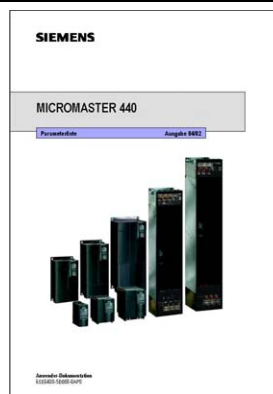 SIEMENS
MICROMASTER 440
Parameterliste Ausgabe 04/02
Anwender-Dokumentation